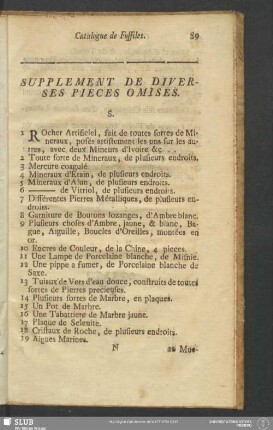 Catalogue de Fossiles. 89
SUPPLEMENT DE DIVER-
SES PIECES OMISES.
S.
1 Rocher Artificiel, fait de toutes sortes de Mi-
neraux, posés artistement les uns sur les au-
tres, avec deux Mineurs d'Ivoire &c.
2 Toute sorte de Mineraux, de plusieurs endroits.
3 Mercure coagulé.
4 Mineraux d'Etain, de plusieurs endroits.
5 Mineraux d'Alun, de plusieurs endroits.
6 ——— de Vitriol, de plusieurs endroits.
7 Différentes Pierres Métalliques, de plusieurs en-
droits.
8 Garniture de Boutons lozanges, d'Ambre blanc.
9 Plusieurs choses d'Ambre, jaune, & blanc, Ba-
gue, Aiguille, Boucles d'Oreilles, montées en
or.
10 Encres de Couleur, de la Chine, 4 pieces.
11 Une Lampe de Porcelaine blanche, de Misnie.
12 Une pippe a fumer, de Porcelaine blanche de
Saxe.
13 Tuiaux de Vers d'eau douce, construits de toutes
sortes de Pierres precieuses.
14 Plusieurs sortes de Marbre, en plaques.
15 Un Pot de Marbre.
16 Une Tabattiere de Marbre jaune.
17 Plaque de Selenite.
18 Cristaux de Roche, de plusieurs endroits.
19 Aigues Marines.
N 20 Mor-
SLUB